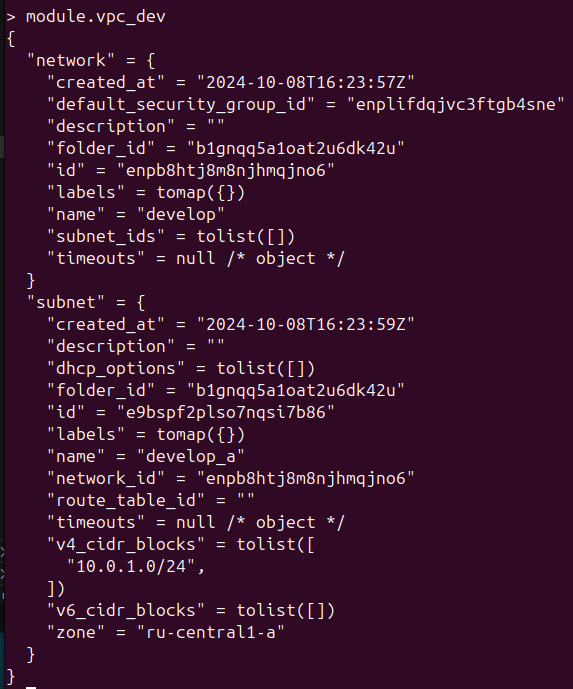 > module.vpc_dev
{
  "network" = {
    "created_at" = "2024-10-08T16:23:57Z"
    "default_security_group_id" = "enplifdqjvc3ftgb4sne"
    "description" = ""
    "folder_id" = "b1gnqq5a1oat2u6dk42u"
    "id" = "enpb8htj8m8njhmqjno6"
    "labels" = tomap({})
    "name" = "develop"
    "subnet_ids" = tolist([])
    "timeouts" = null /* object */
  }
  "subnet" = {
    "created_at" = "2024-10-08T16:23:59Z"
    "description" = ""
    "dhcp_options" = tolist([])
    "folder_id" = "b1gnqq5a1oat2u6dk42u"
    "id" = "e9bspf2plso7nqsi7b86"
    "labels" = tomap({})
    "name" = "develop_a"
    "network_id" = "enpb8htj8m8njhmqjno6"
    "route_table_id" = ""
    "timeouts" = null /* object */
    "v4_cidr_blocks" = tolist([
      "10.0.1.0/24",
    ])
    "v6_cidr_blocks" = tolist([])
    "zone" = "ru-central1-a"
  }
}